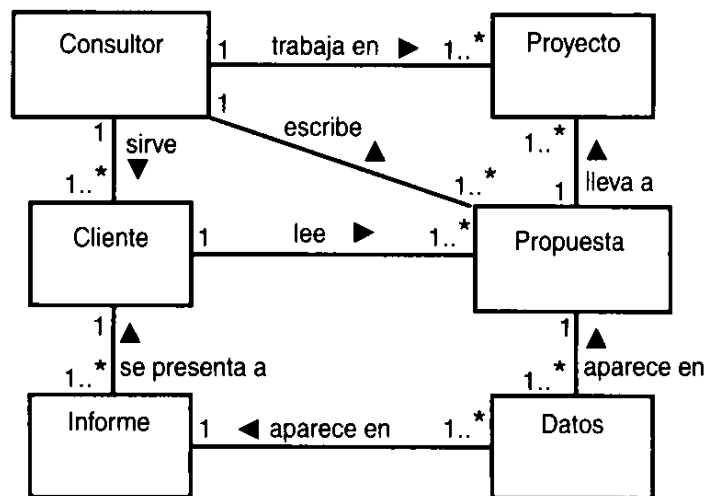 Consultor
1 trabaja en ► 1..*
Proyecto
1
1
sirve ▼
1..*
escribe ▲
1..*
1..*
▲
1 lleva a
Cliente
1 lee ► 1..*
Propuesta
1 ▲
1..* se presenta a
1 ▲
1..* aparece en
Informe
1 ◄ aparece en 1..*
Datos